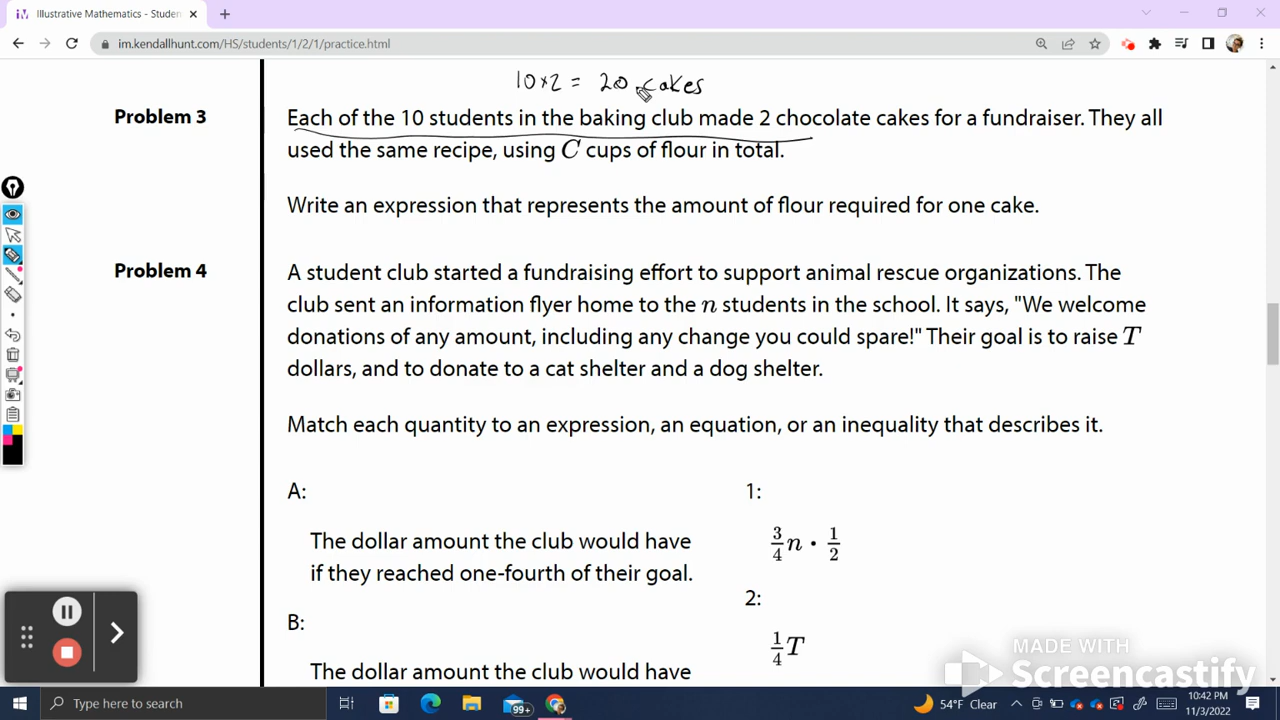 Illustrative Mathematics - Studen
im.kendallhunt.com/HS/students/1/2/1/practice.html
10×2 = 20 cakes
Problem 3
Each of the 10 students in the baking club made 2 chocolate cakes for a fundraiser. They all
used the same recipe, using C cups of flour in total.
Write an expression that represents the amount of flour required for one cake.
Problem 4
A student club started a fundraising effort to support animal rescue organizations. The
club sent an information flyer home to the n students in the school. It says, "We welcome
donations of any amount, including any change you could spare!" Their goal is to raise T
dollars, and to donate to a cat shelter and a dog shelter.
Match each quantity to an expression, an equation, or an inequality that describes it.
A:
The dollar amount the club would have
if they reached one-fourth of their goal.
B:
The dollar amount the club would have
1:
3/4 n · 1/2
2:
1/4 T
MADE WITH
Screencastify
Type here to search
99+
54°F Clear
10:42 PM
11/3/2022